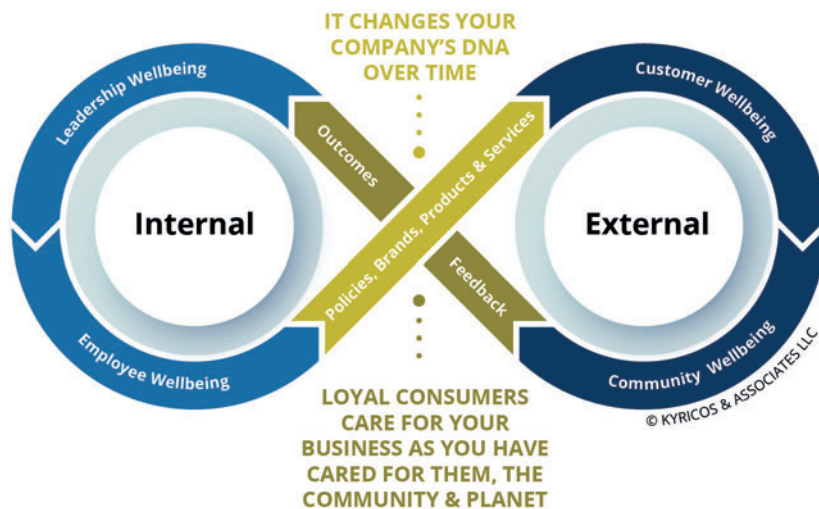 IT CHANGES YOUR
COMPANY’S DNA
OVER TIME
Leadership Wellbeing
Outcomes
Policies, Brands, Products & Services
Customer Wellbeing
Internal
External
Employee Wellbeing
Feedback
Community Wellbeing
© KYRICOS & ASSOCIATES LLC
LOYAL CONSUMERS
CARE FOR YOUR
BUSINESS AS YOU HAVE
CARED FOR THEM, THE
COMMUNITY & PLANET